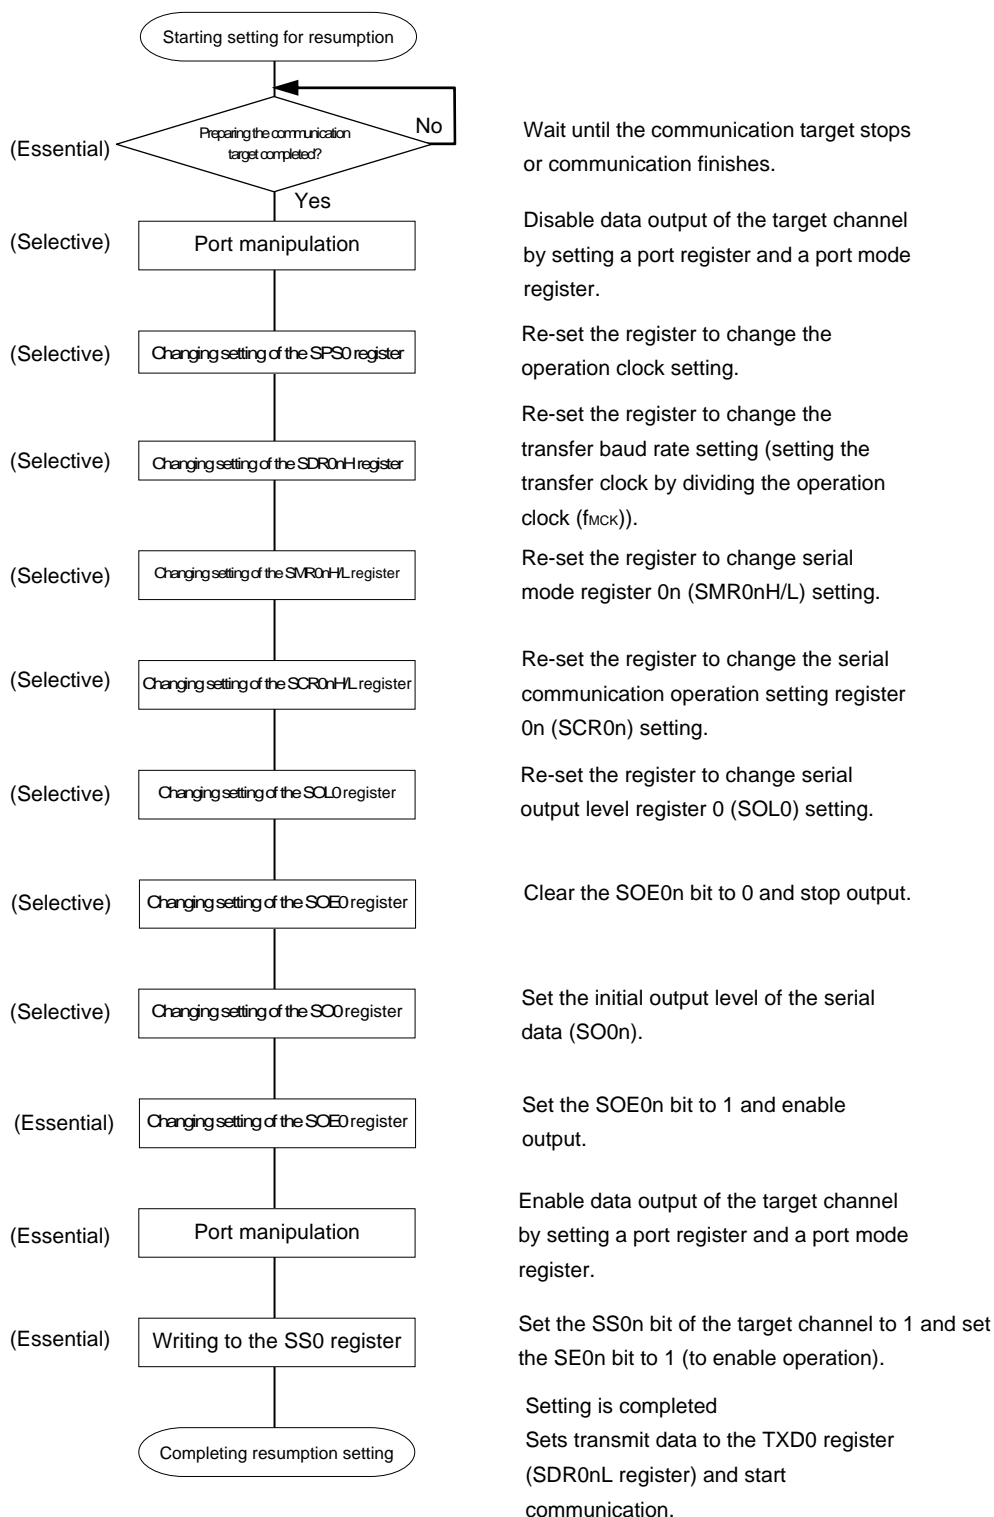 Starting setting for resumption
(Essential)
Preparing the communication
target completed?
No
Wait until the communication target stops
or communication finishes.
Yes
(Selective)
Port manipulation
Disable data output of the target channel
by setting a port register and a port mode
register.
(Selective)
Changing setting of the SPS0 register
Re-set the register to change the
operation clock setting.
(Selective)
Changing setting of the SDR0nH register
Re-set the register to change the
transfer baud rate setting (setting the
transfer clock by dividing the operation
clock (fMCK)).
(Selective)
Changing setting of the SMR0nH/L register
Re-set the register to change serial
mode register 0n (SMR0nH/L) setting.
(Selective)
Changing setting of the SCR0nH/L register
Re-set the register to change the serial
communication operation setting register
0n (SCR0n) setting.
(Selective)
Changing setting of the SOL0 register
Re-set the register to change serial
output level register 0 (SOL0) setting.
(Selective)
Changing setting of the SOE0 register
Clear the SOE0n bit to 0 and stop output.
(Selective)
Changing setting of the SO0 register
Set the initial output level of the serial
data (SO0n).
(Essential)
Changing setting of the SOE0 register
Set the SOE0n bit to 1 and enable
output.
(Essential)
Port manipulation
Enable data output of the target channel
by setting a port register and a port mode
register.
(Essential)
Writing to the SS0 register
Set the SS0n bit of the target channel to 1 and set
the SE0n bit to 1 (to enable operation).
Completing resumption setting
Setting is completed
Sets transmit data to the TXD0 register
(SDR0nL register) and start
communication.